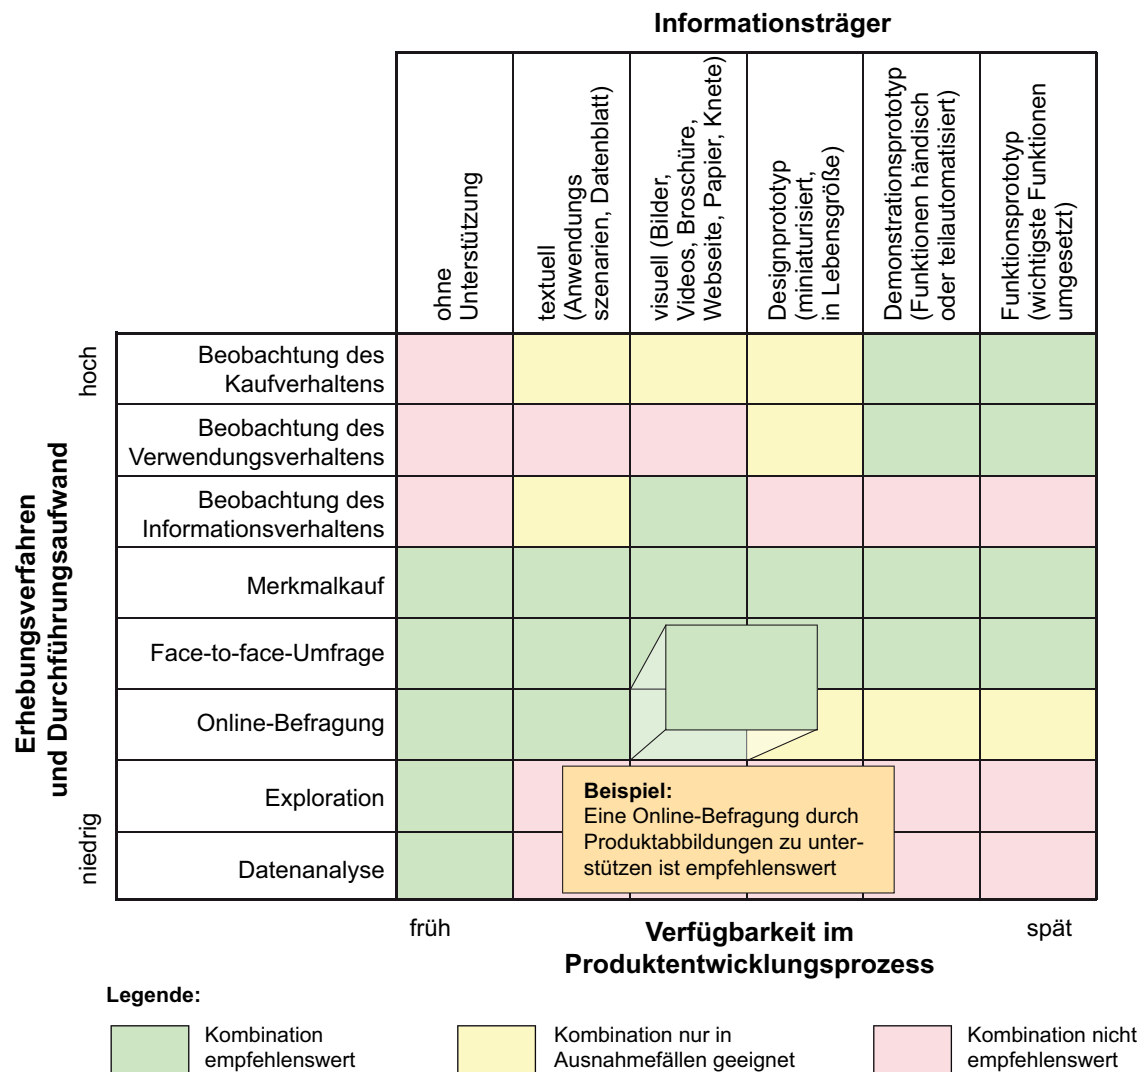 Informationsträger
ohne
Unterstützung
textuell
(Anwendungs
szenarien, Datenblatt)
visuell (Bilder,
Videos, Broschüre,
Webseite, Papier, Knete)
Designprototyp
(miniaturisiert,
in Lebensgröße)
Demonstrationsprototyp
(Funktionen händisch
oder teilautomatisiert)
Funktionsprototyp
(wichtigste Funktionen
umgesetzt)
Erhebungsverfahren
und Durchführungsaufwand
hoch
niedrig
Beobachtung des
Kaufverhaltens
Beobachtung des
Verwendungsverhaltens
Beobachtung des
Informationsverhaltens
Merkmalkauf
Face-to-face-Umfrage
Online-Befragung
Exploration
Datenanalyse
Beispiel:
Eine Online-Befragung durch
Produktabbildungen zu unter-
stützen ist empfehlenswert
früh
Verfügbarkeit im
Produktentwicklungsprozess
spät
Legende:
Kombination
empfehlenswert
Kombination nur in
Ausnahmefällen geeignet
Kombination nicht
empfehlenswert